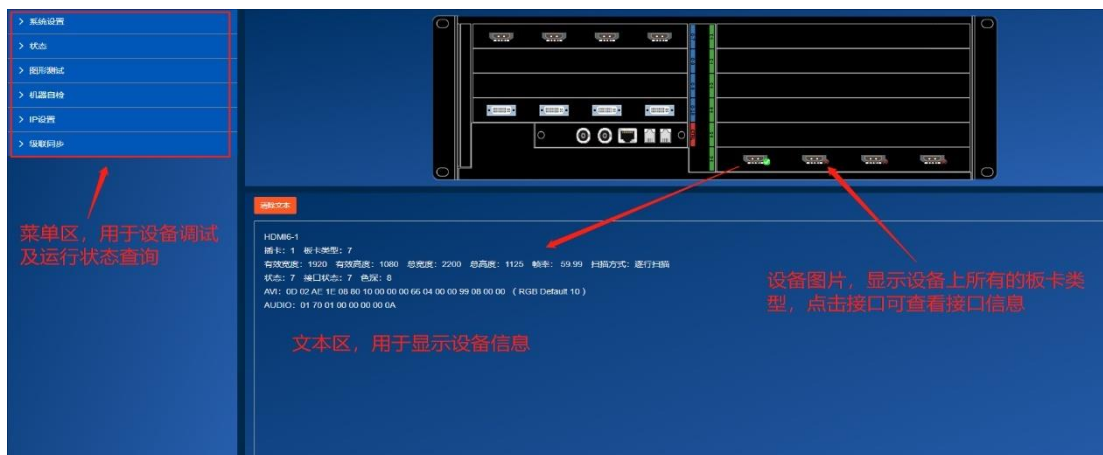 系统设置
状态
图形测试
机器自检
IP设置
级联同步
菜单区，用于设备调试
及运行状态查询
清除文本
HDMI6-1
插卡：1 板卡类型：7
有效宽度：1920 有效高度：1080 总宽度：2200 总高度：1125 帧率：59.99 扫描方式：逐行扫描
状态：7 接口状态：7 色深：8
AVI：0D 02 AE 1E 08 80 10 00 00 00 66 04 00 00 99 08 00 00 （RGB Default 10）
AUDIO：01 70 01 00 00 00 00 0A
文本区，用于显示设备信息
设备图片，显示设备上所有的板卡类
型，点击接口可查看接口信息